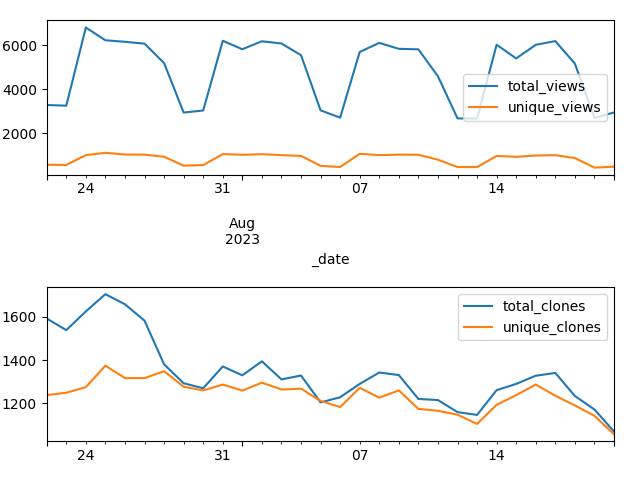 6000
4000
2000
total_views
unique_views
24
31
07
14
Aug
2023
_date
1600
1400
1200
total_clones
unique_clones
24
31
07
14